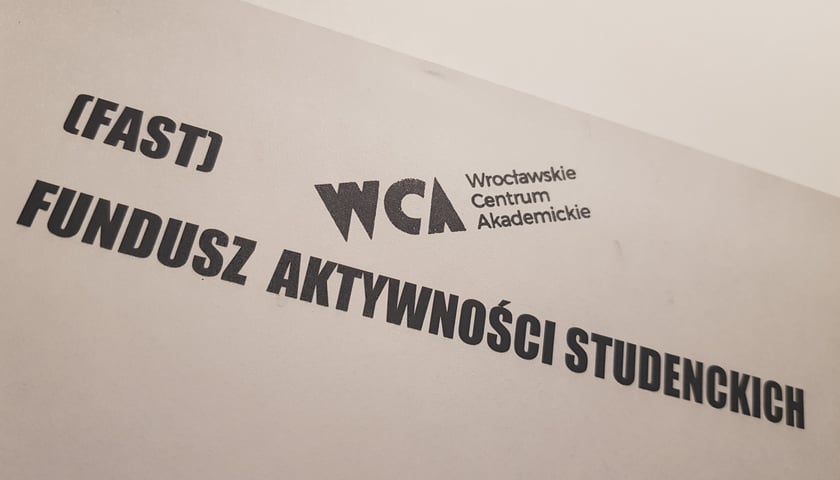 (FAST)
WCA
Wrocławskie
Centrum
Akademickie
FUNDUSZ AKTYWNOŚCI STUDENCKICH